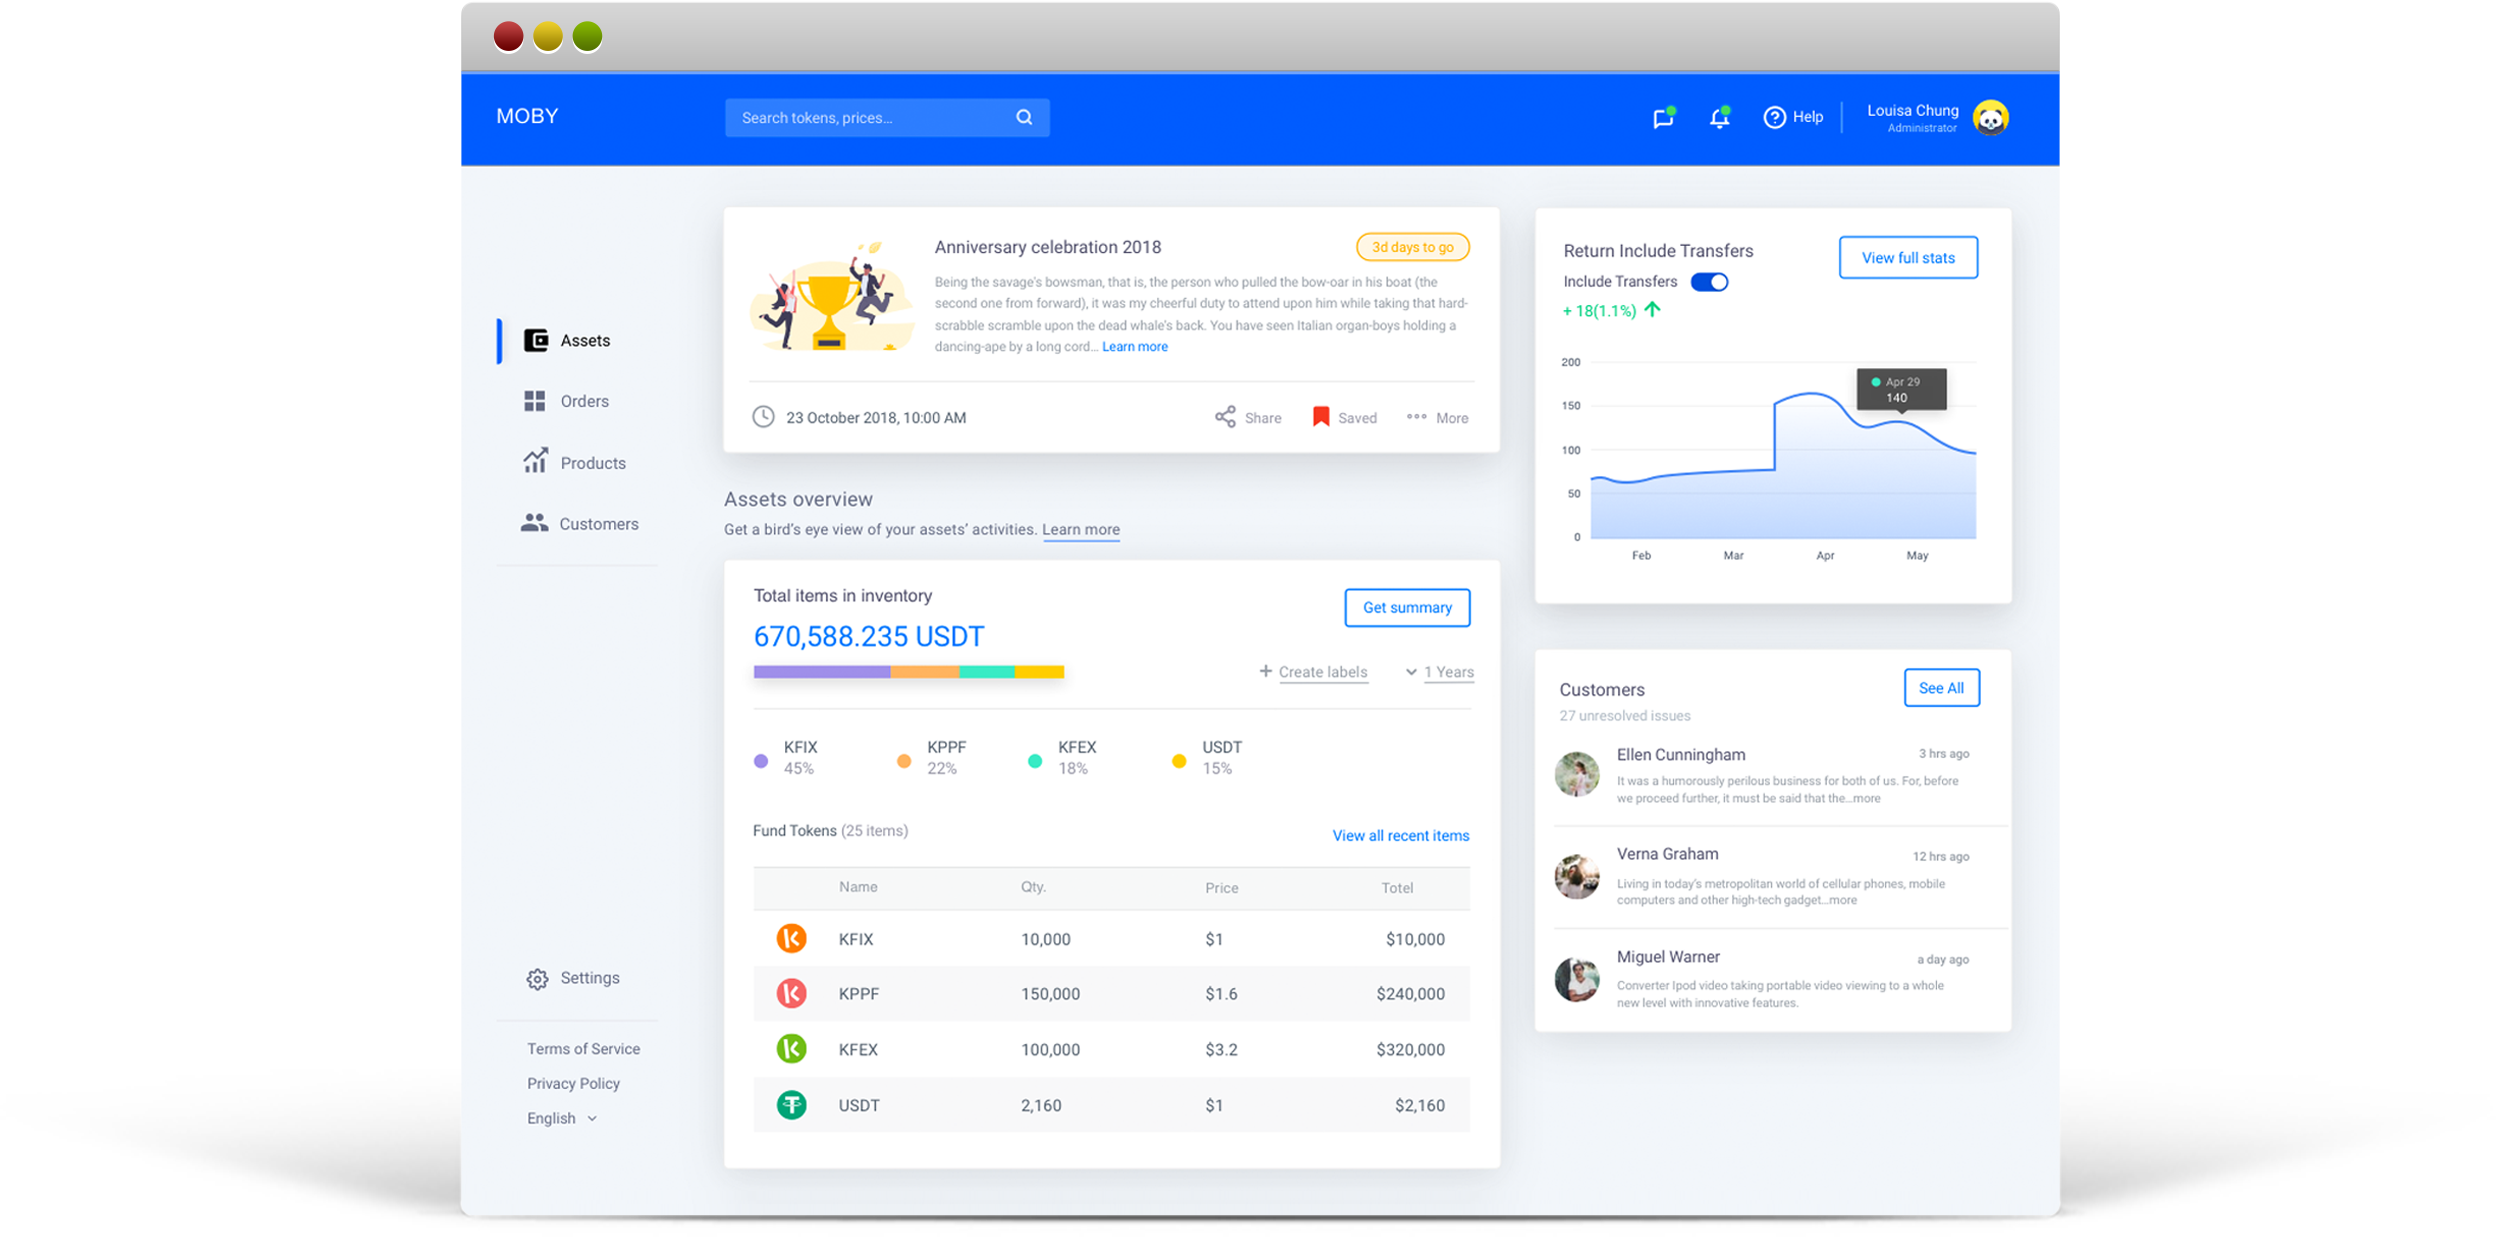 MOBY
Search tokens, prices...
Help
Louisa Chung
Administrator
Assets
Orders
Products
Customers
Settings
Terms of Service
Privacy Policy
English
Anniversary celebration 2018
3d days to go
Being the savage's bowsman, that is, the person who pulled the bow-oar in his boat (the
second one from forward), it was my cheerful duty to attend upon him while taking that hard-
scrabble scramble upon the dead whale's back. You have seen Italian organ-boys holding a
dancing-ape by a long cord... Learn more
23 October 2018, 10:00 AM
Share
Saved
More
Assets overview
Get a bird's eye view of your assets' activities. Learn more
Total items in inventory
Get summary
670,588.235 USDT
+ Create labels
1 Years
KFIX
45%
KPPF
22%
KFEX
18%
USDT
15%
Fund Tokens (25 items)
View all recent items
Name Qty. Price Totel
KFIX 10,000 $1 $10,000
KPPF 150,000 $1.6 $240,000
KFEX 100,000 $3.2 $320,000
USDT 2,160 $1 $2,160
Return Include Transfers
View full stats
Include Transfers
+ 18(1.1%)
200
150
100
50
0
Apr 29
140
Feb Mar Apr May
Customers
See All
27 unresolved issues
Ellen Cunningham
3 hrs ago
It was a humorously perilous business for both of us. For, before
we proceed further, it must be said that the...more
Verna Graham
12 hrs ago
Living in today's metropolitan world of cellular phones, mobile
computers and other high-tech gadget...more
Miguel Warner
a day ago
Converter Ipod video taking portable video viewing to a whole
new level with innovative features.